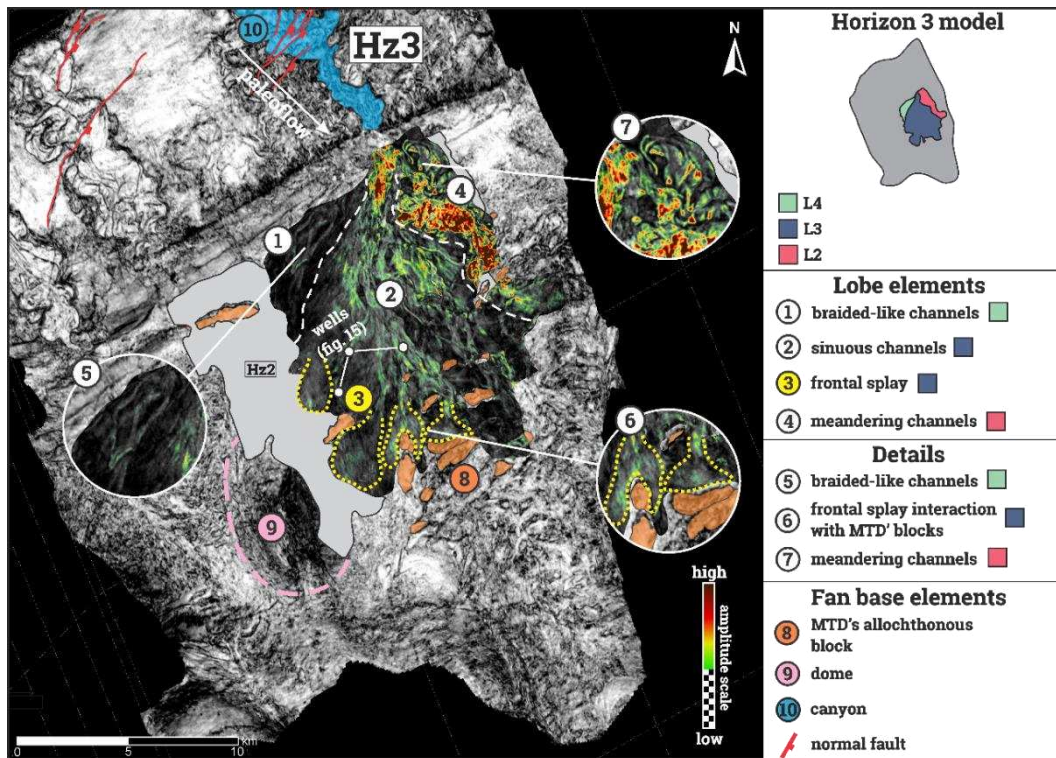 10
Hz3
N
paleoflow
7
4
1
2
wells
(fig. 15)
Hz2
5
3
6
8
9
high
amplitude scale
low
0 5 10
km
Horizon 3 model
L4
L3
L2
Lobe elements
1 braided-like channels
2 sinuous channels
3 frontal splay
4 meandering channels
Details
5 braided-like channels
6 frontal splay interaction
with MTD' blocks
7 meandering channels
Fan base elements
8 MTD's allochthonous
block
9 dome
10 canyon
normal fault